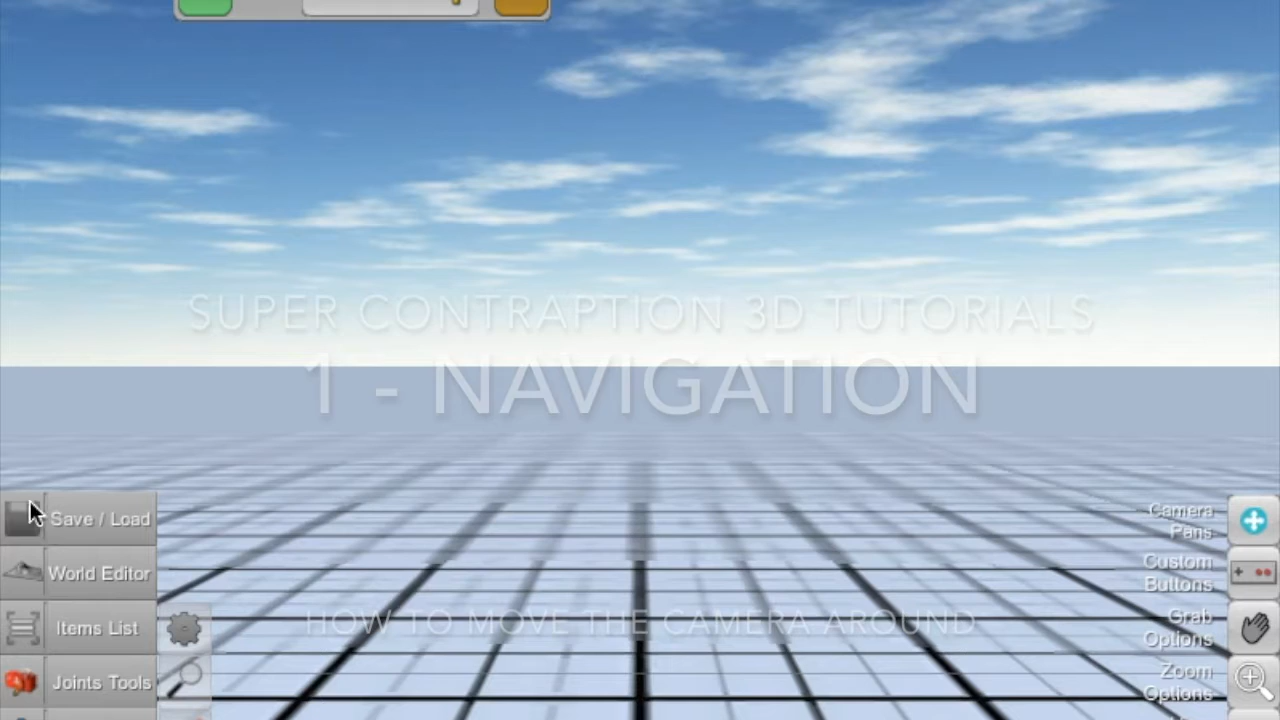 SUPER CONTRAPTION 3D TUTORIALS
1 - NAVIGATION
HOW TO MOVE THE CAMERA AROUND
Save / Load
World Editor
Items List
Joints Tools
Camera
Pans
Custom
Buttons
Grab
Options
Zoom
Options